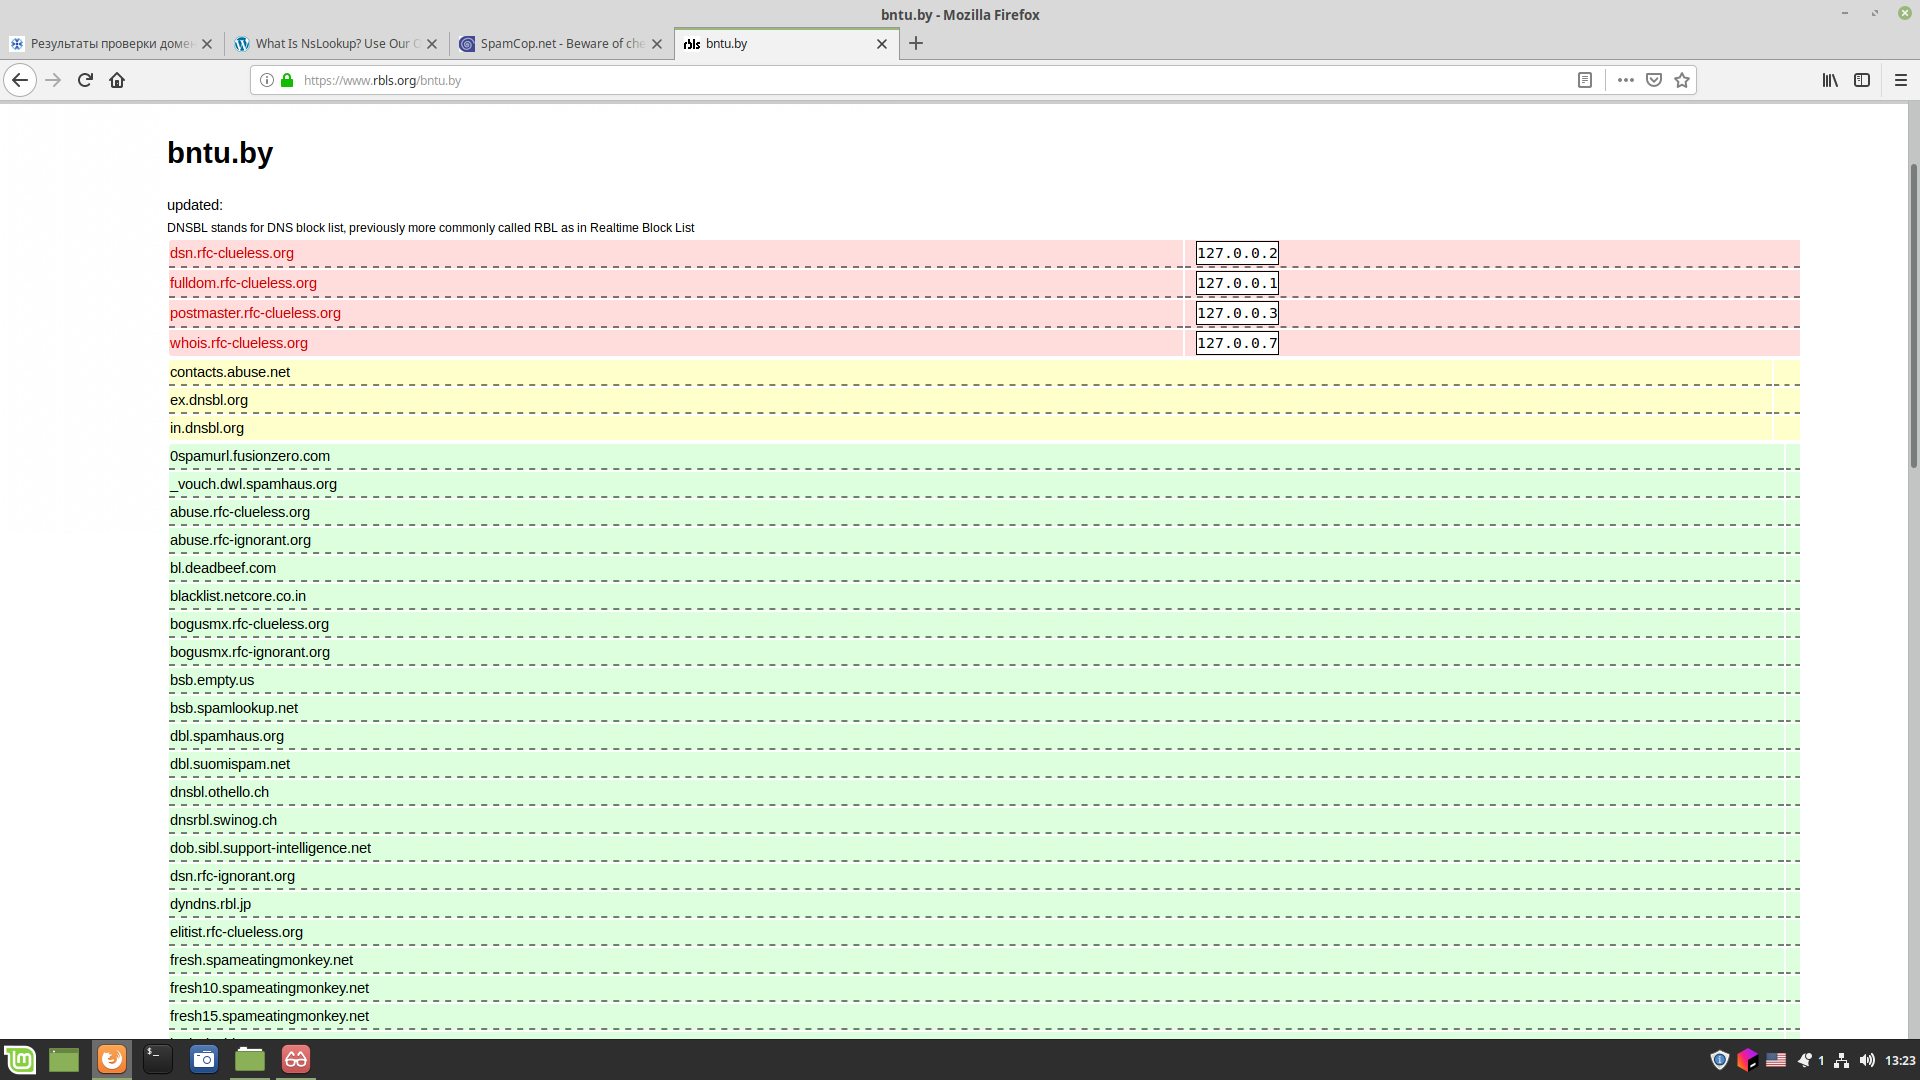 bntu.by - Mozilla Firefox
Результаты проверки домен
What Is NsLookup? Use Our
SpamCop.net - Beware of che
rbls bntu.by
https://www.rbls.org/bntu.by
bntu.by
updated:
DNSBL stands for DNS block list, previously more commonly called RBL as in Realtime Block List
dsn.rfc-clueless.org 127.0.0.2
fulldom.rfc-clueless.org 127.0.0.1
postmaster.rfc-clueless.org 127.0.0.3
whois.rfc-clueless.org 127.0.0.7
contacts.abuse.net
ex.dnsbl.org
in.dnsbl.org
0spamurl.fusionzero.com
_vouch.dwl.spamhaus.org
abuse.rfc-clueless.org
abuse.rfc-ignorant.org
bl.deadbeef.com
blacklist.netcore.co.in
bogusmx.rfc-clueless.org
bogusmx.rfc-ignorant.org
bsb.empty.us
bsb.spamlookup.net
dbl.spamhaus.org
dbl.suomispam.net
dnsbl.othello.ch
dnsrbl.swinog.ch
dob.sibl.support-intelligence.net
dsn.rfc-ignorant.org
dyndns.rbl.jp
elitist.rfc-clueless.org
fresh.spameatingmonkey.net
fresh10.spameatingmonkey.net
fresh15.spameatingmonkey.net
1 13:23